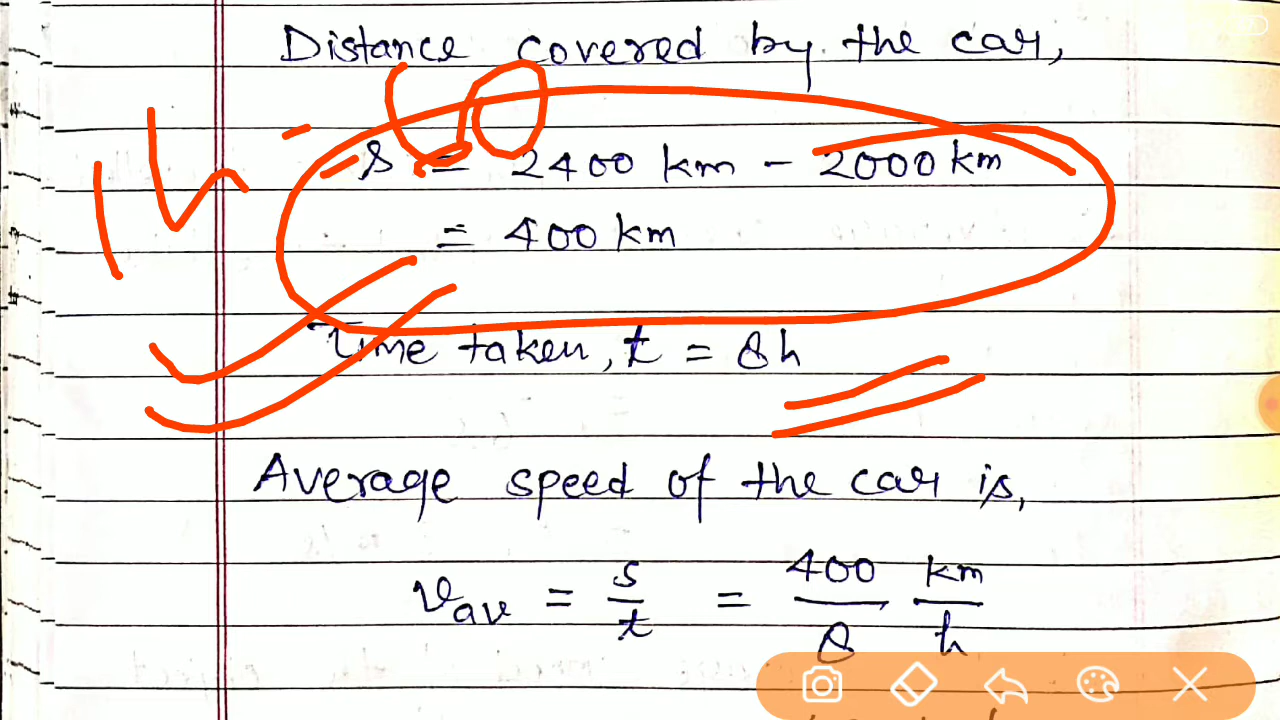 Distance covered by the car,
s = 2400 km - 2000 km
= 400 km
Time taken, t = 8h
Average speed of the car is,
v_av = s/t = 400/8 km/h